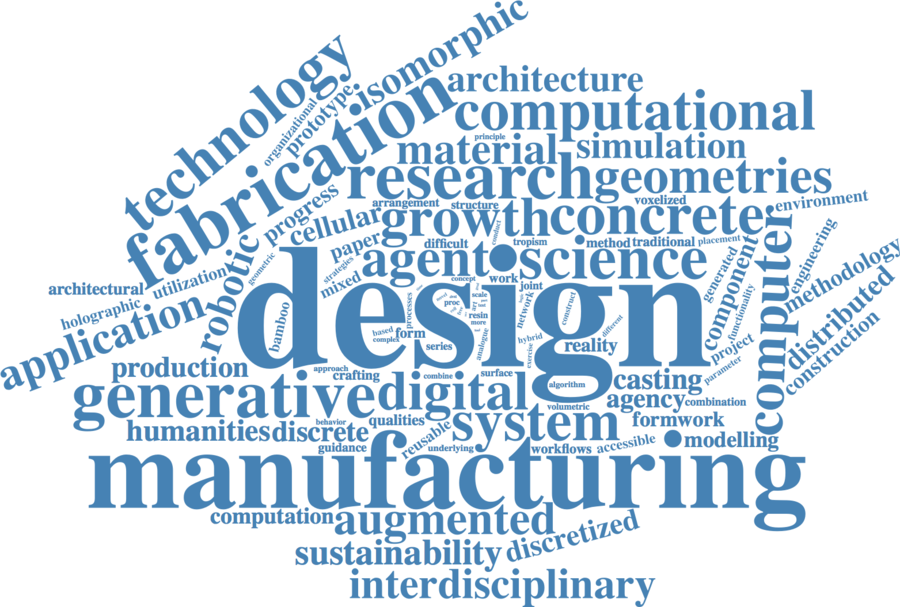 isomorphic
technology
architecture
fabrication
computational
organizational
prototype
principle
material
simulation
research
geometries
progress
arrangement
structure
voxelized
environment
cellular
growth
concrete
conduct
paper
difficult
tropism
method
traditional
placement
engineering
robotic
geometric
strategies
mixed
agent
science
generated
component
computer
methodology
architectural
utilization
holographic
concept
work
joint
design
processes
proc
scale
resin
more
network
construct
functionality
distributed
application
bamboo
based
complex
form
series
analogue
hybrid
exercise
reality
different
project
parameter
construction
production
approach
crafting
combine
surface
algorithm
casting
generative
digital
volumetric
agency
combination
humanities
discrete
behavior
qualities
system
formwork
guidance
reusable
underlying
workflows
accessible
modelling
manufacturing
computation
augmented
discretized
sustainability
interdisciplinary